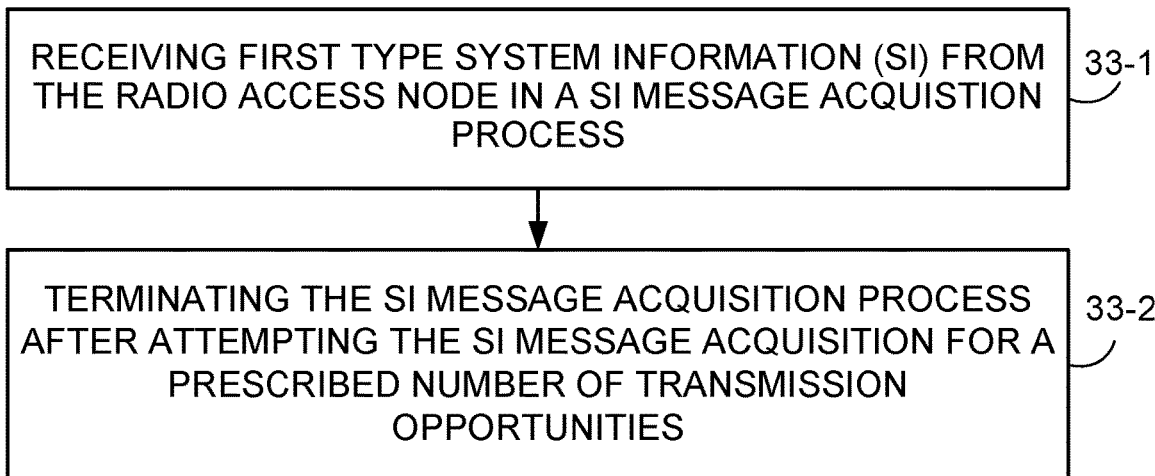 RECEIVING FIRST TYPE SYSTEM INFORMATION (SI) FROM
THE RADIO ACCESS NODE IN A SI MESSAGE ACQUISTION
PROCESS
33-1
TERMINATING THE SI MESSAGE ACQUISITION PROCESS
AFTER ATTEMPTING THE SI MESSAGE ACQUISITION FOR A
PRESCRIBED NUMBER OF TRANSMISSION
OPPORTUNITIES
33-2